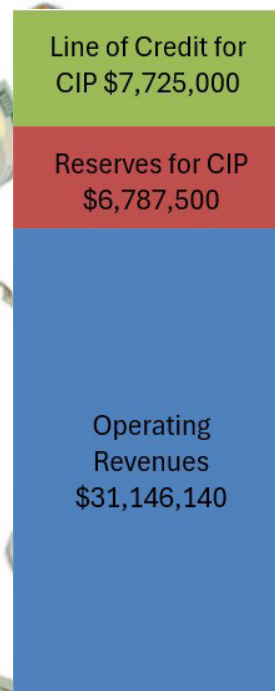 Line of Credit for
CIP $7,725,000
Reserves for CIP
$6,787,500
Operating
Revenues
$31,146,140